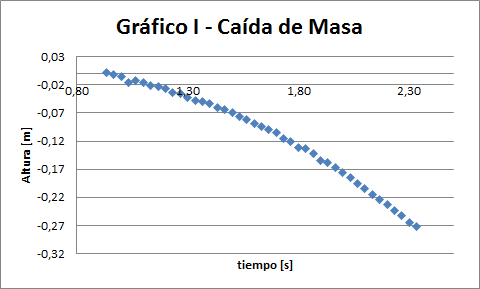 Gráfico I - Caída de Masa
0,03
-0,02
-0,07
-0,12
-0,17
-0,22
-0,27
-0,32
0,80 1,30 1,80 2,30
Altura [m]
tiempo [s]